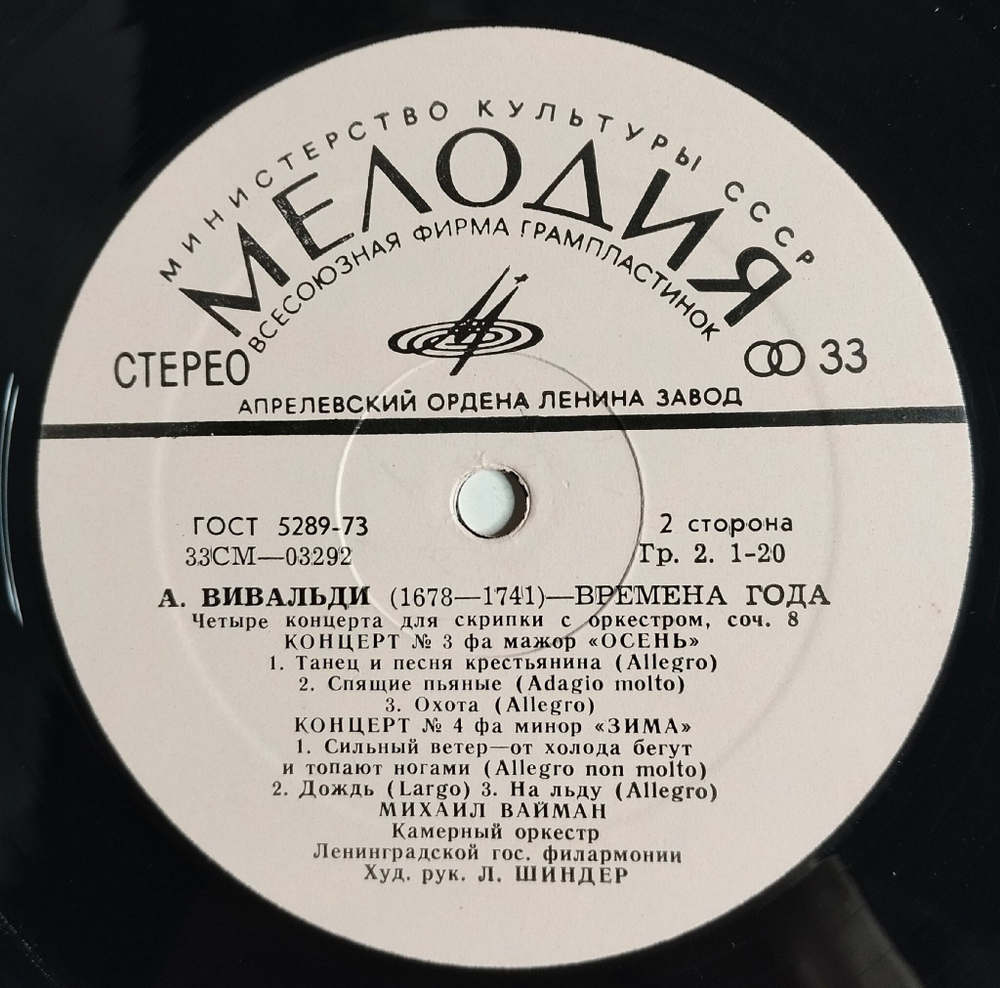 МИНИСТЕРСТВО КУЛЬТУРЫ СССР
МЕЛОДИЯ
ВСЕСОЮЗНАЯ ФИРМА ГРАМПЛАСТИНОК
СТЕРЕО
33
АПРЕЛЕВСКИЙ ОРДЕНА ЛЕНИНА ЗАВОД
ГОСТ 5289-73
2 сторона
33СМ—03292
Гр. 2. 1-20
А. ВИВАЛЬДИ (1678—1741)—ВРЕМЕНА ГОДА
Четыре концерта для скрипки с оркестром, соч. 8
КОНЦЕРТ № 3 фа мажор «ОСЕНЬ»
1. Танец и песня крестьянина (Allegro)
2. Спящие пьяные (Adagio molto)
3. Охота (Allegro)
КОНЦЕРТ № 4 фа минор «ЗИМА»
1. Сильный ветер—от холода бегут
и топают ногами (Allegro non molto)
2. Дождь (Largo) 3. На льду (Allegro)
МИХАИЛ ВАЙМАН
Камерный оркестр
Ленинградской гос. филармонии
Худ. рук. Л. ШИНДЕР